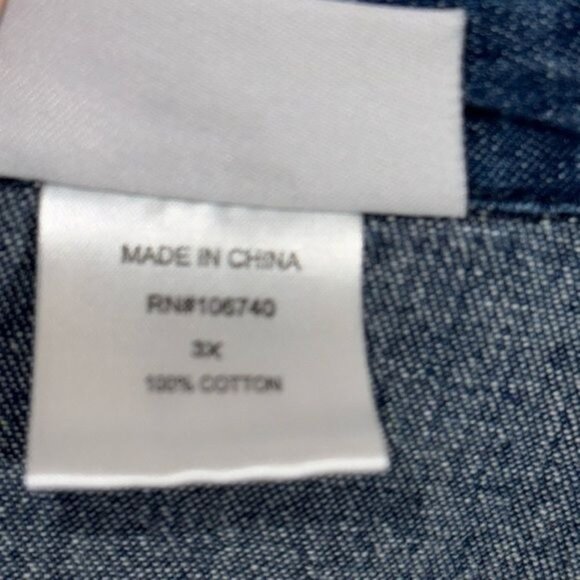 MADE IN CHINA
RN#106740
3X
100% COTTON